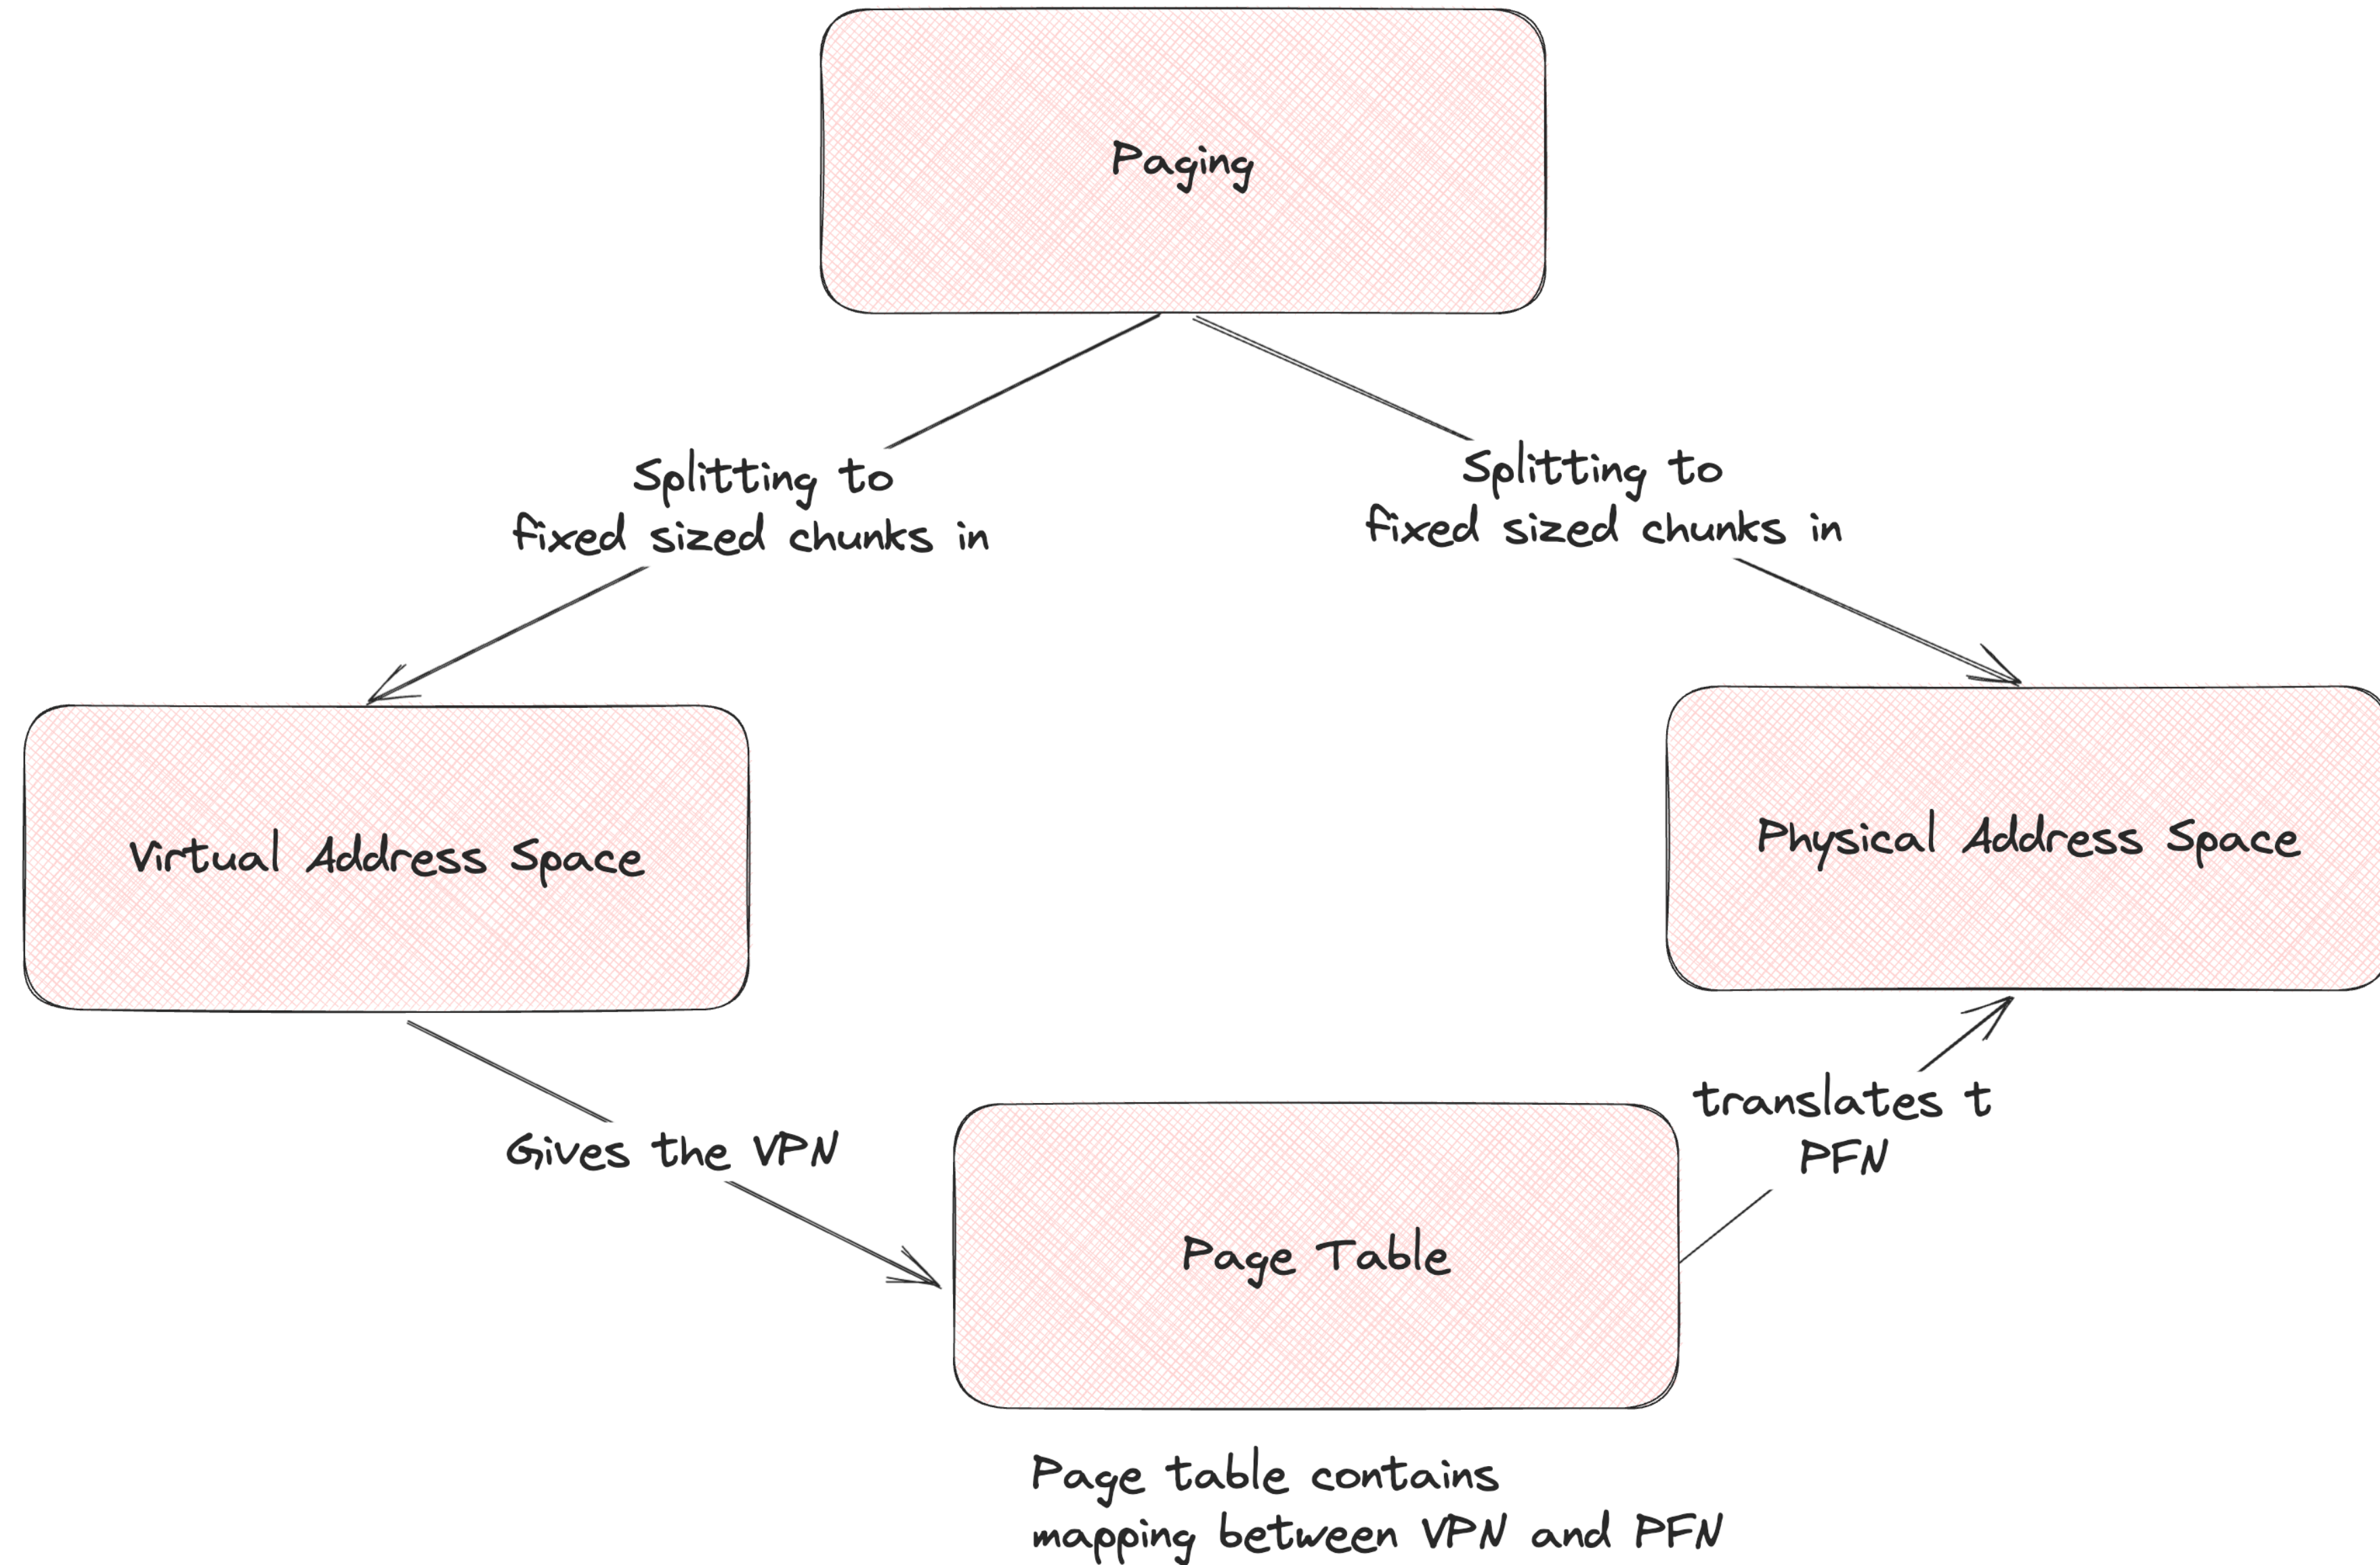 Paging
Splitting to
fixed sized chunks in
Splitting to
fixed sized chunks in
Virtual Address Space
Physical Address Space
Gives the VPN
translates t
PFN
Page Table
Page table contains
mapping between VPN and PFN